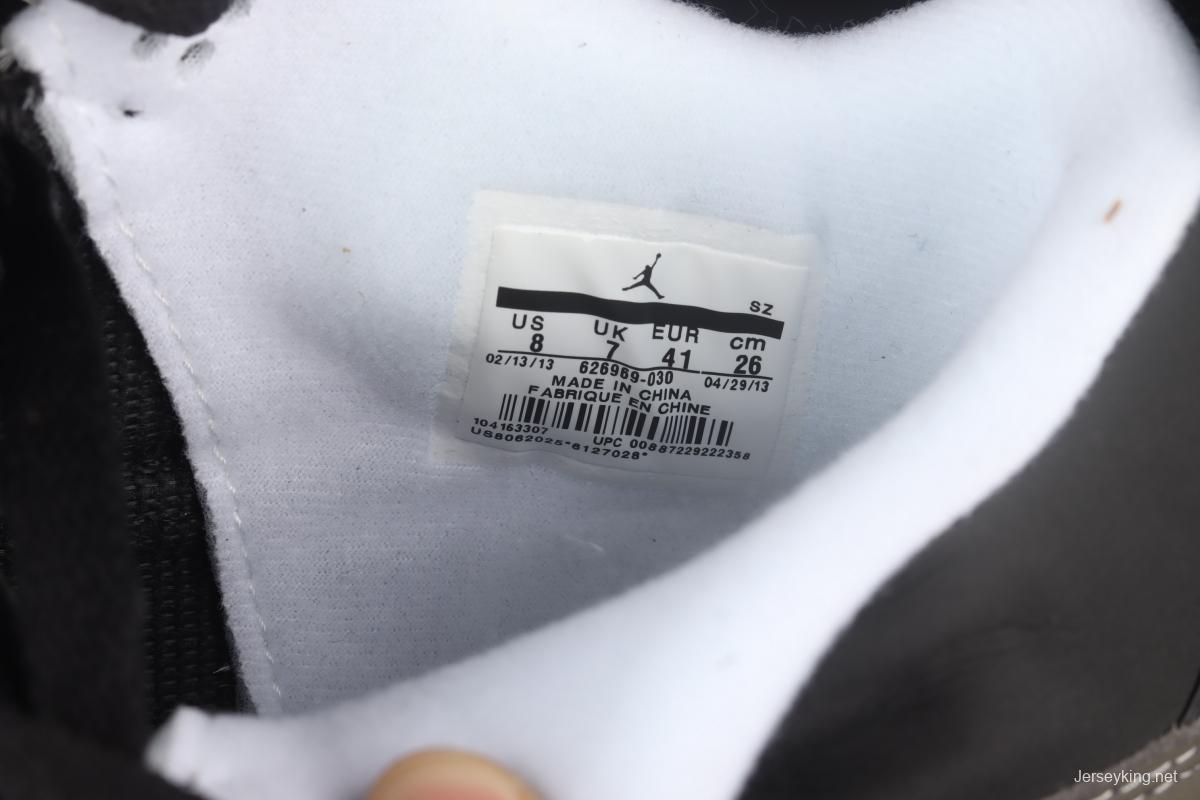 SZ
US UK EUR cm
8 7 41 26
02/13/13 626969-030 04/29/13
MADE IN CHINA
FABRIQUE EN CHINE
104163307 UPC 00887229222358
US8062025*6127028*
Jerseyking.net